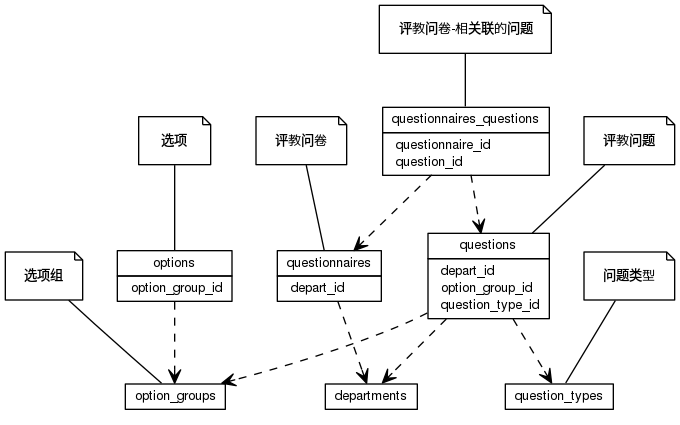 评教问卷-相关联的问题
questionnaires_questions
questionnaire_id
question_id
选项
评教问卷
评教问题
options
option_group_id
questionnaires
depart_id
questions
depart_id
option_group_id
question_type_id
选项组
问题类型
option_groups
departments
question_types